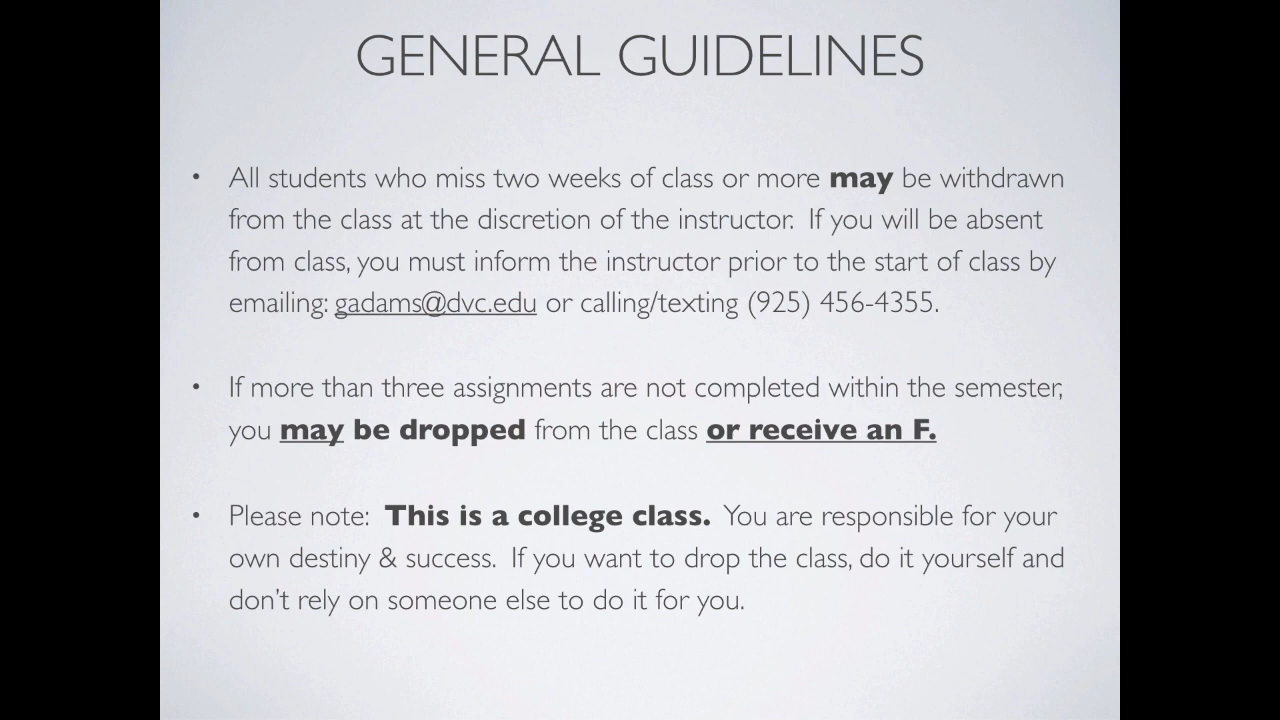 GENERAL GUIDELINES
• All students who miss two weeks of class or more may be withdrawn
from the class at the discretion of the instructor.  If you will be absent
from class, you must inform the instructor prior to the start of class by
emailing: gadams@dvc.edu or calling/texting (925) 456-4355.
• If more than three assignments are not completed within the semester,
you may be dropped from the class or receive an F.
• Please note:  This is a college class.  You are responsible for your
own destiny & success.  If you want to drop the class, do it yourself and
don't rely on someone else to do it for you.